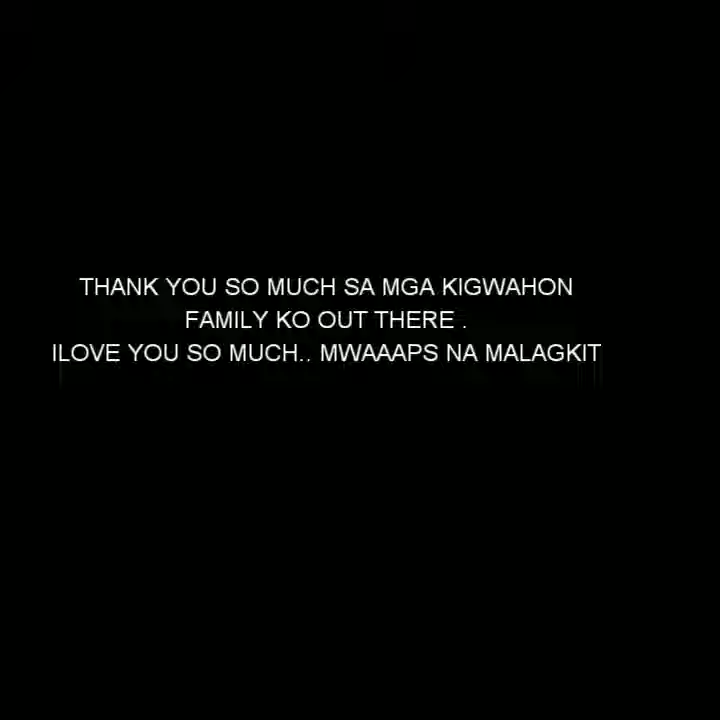 THANK YOU SO MUCH SA MGA KIGWAHON
FAMILY KO OUT THERE .
ILOVE YOU SO MUCH.. MWAAAPS NA MALAGKIT